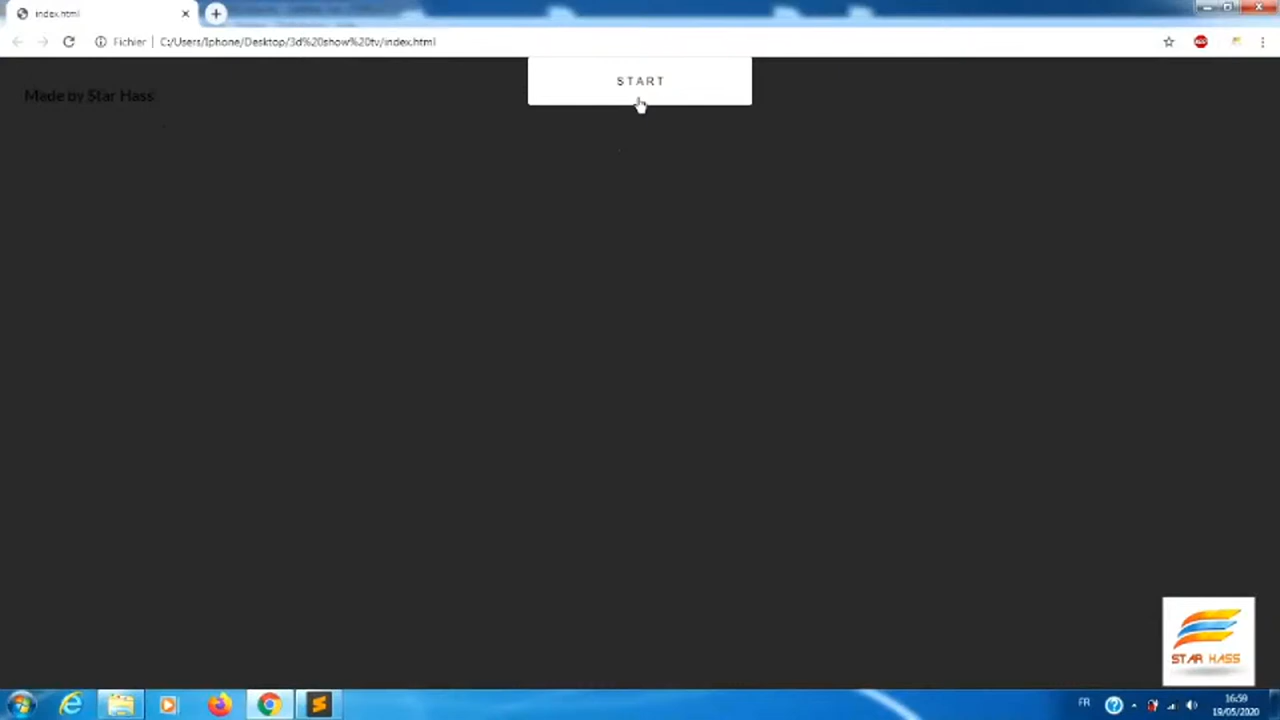 index.html
Fichier
C:/Users/Iphone/Desktop/3d%20show%20tv/index.html
START
Made by Star Hass
STAR HASS
FR
16:59
19/05/2020